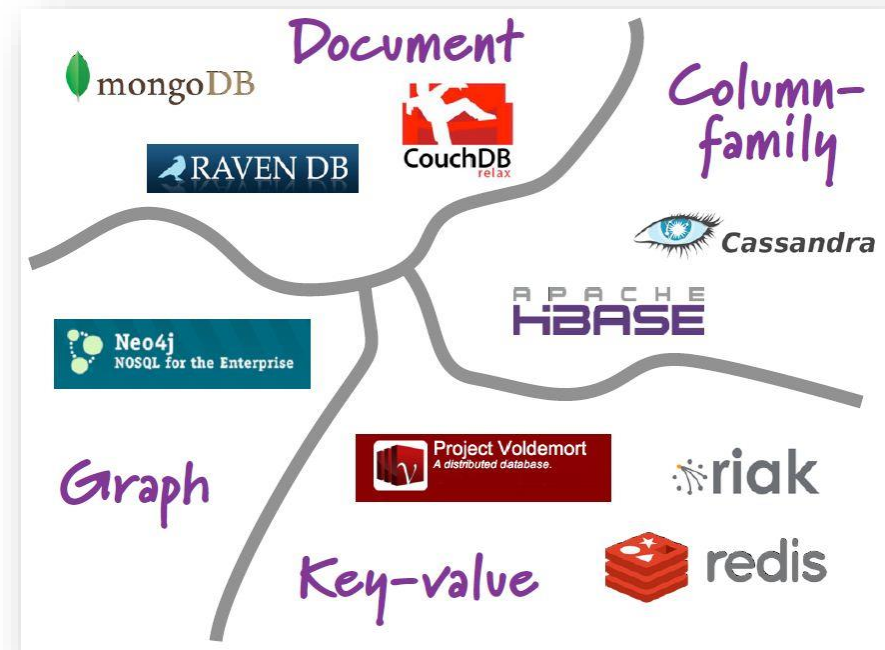 Document
mongoDB
CouchDB
relax
RAVEN DB
Column-
family
Cassandra
APACHE
HBASE
Neo4j
NOSQL for the Enterprise
Graph
Project Voldemort
A distributed database.
V
riak
redis
Key-value